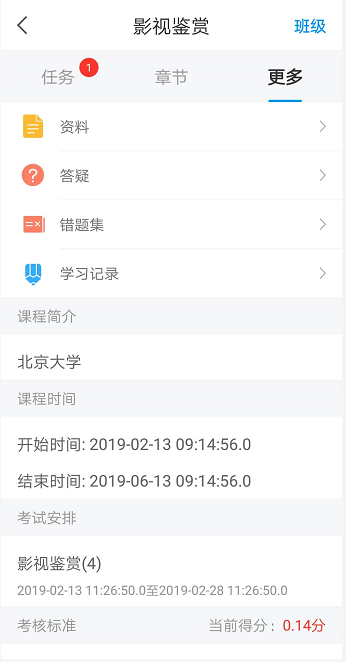 影视鉴赏
班级
任务
1
章节
更多
资料
答疑
错题集
学习记录
课程简介
北京大学
课程时间
开始时间: 2019-02-13 09:14:56.0
结束时间: 2019-06-13 09:14:56.0
考试安排
影视鉴赏(4)
2019-02-13 11:26:50.0至2019-02-28 11:26:50.0
考核标准
当前得分：0.14分